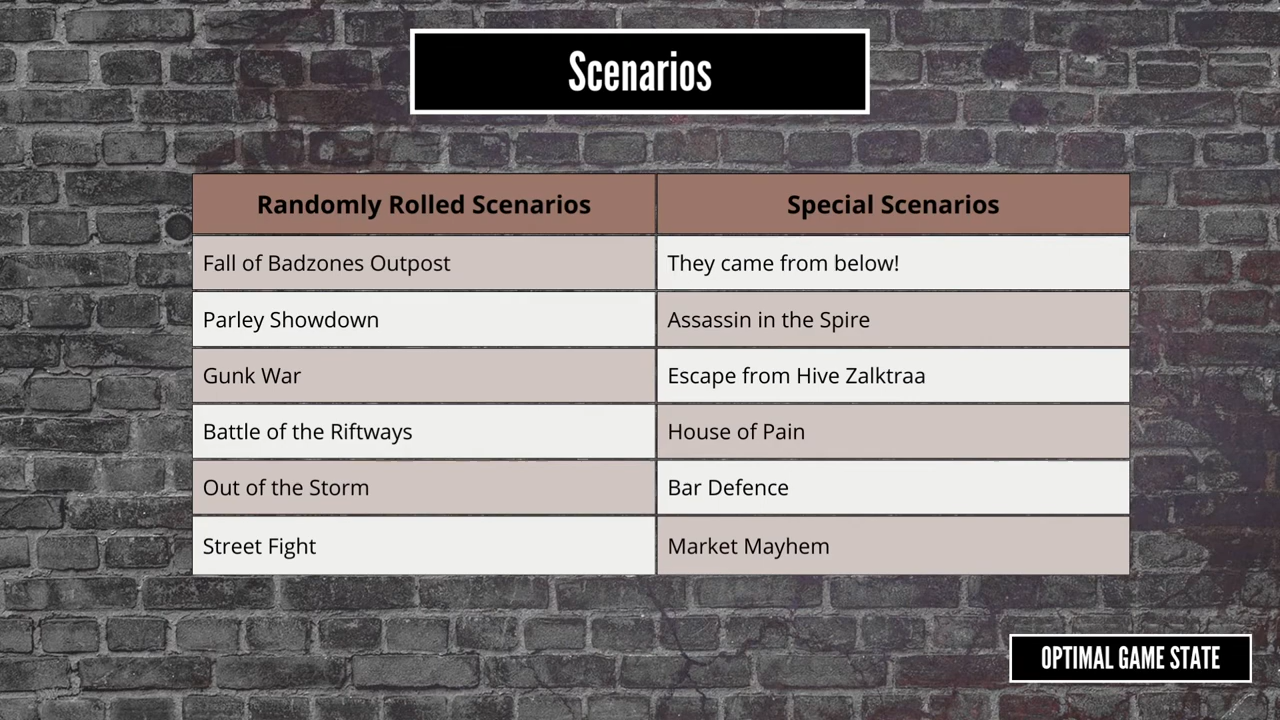 Scenarios
Randomly Rolled Scenarios
Special Scenarios
Fall of Badzones Outpost
They came from below!
Parley Showdown
Assassin in the Spire
Gunk War
Escape from Hive Zalktraa
Battle of the Riftways
House of Pain
Out of the Storm
Bar Defence
Street Fight
Market Mayhem
OPTIMAL GAME STATE